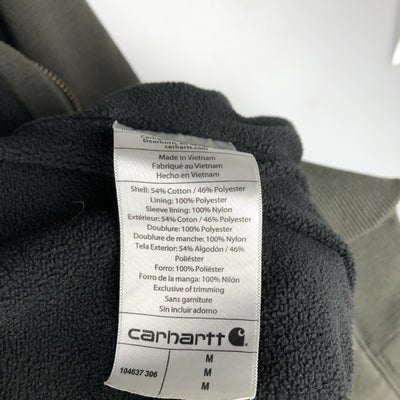 Dearborn, MI
carhartt.com
Made in Vietnam
Fabriqué au Vietnam
Hecho en Vietnam
Shell: 54% Cotton / 46% Polyester
Lining: 100% Polyester
Sleeve lining: 100% Nylon
Extérieur: 54% Coton / 46% Polyester
Doublure: 100% Polyester
Doublure de manche: 100% Nylon
Tela Exterior: 54% Algodón / 46%
Poliéster
Forro: 100% Poliéster
Forro de la manga: 100% Nilón
Exclusive of trimming
Sans garniture
Sin incluir adorno
carhartt
M
104637 306 M
M